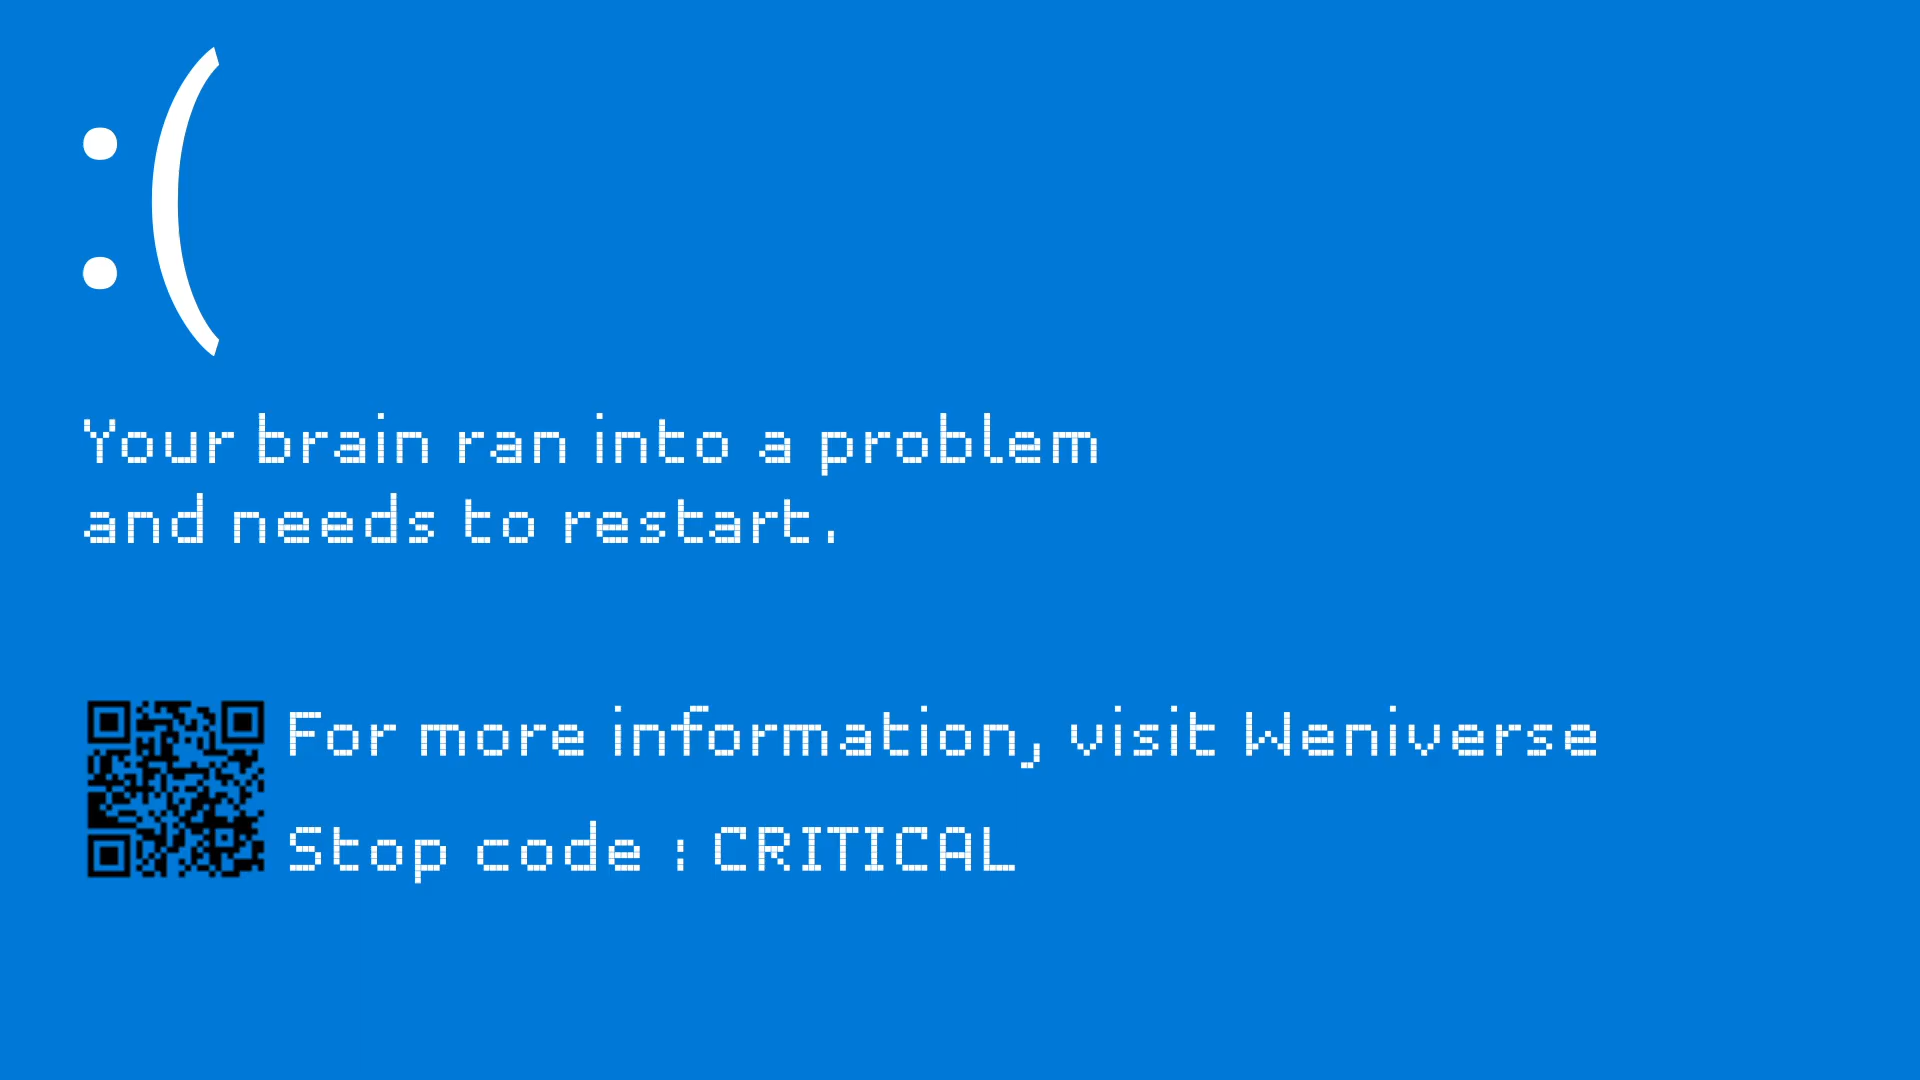 :(
Your brain ran into a problem
and needs to restart.
For more information, visit Weniverse
Stop code : CRITICAL